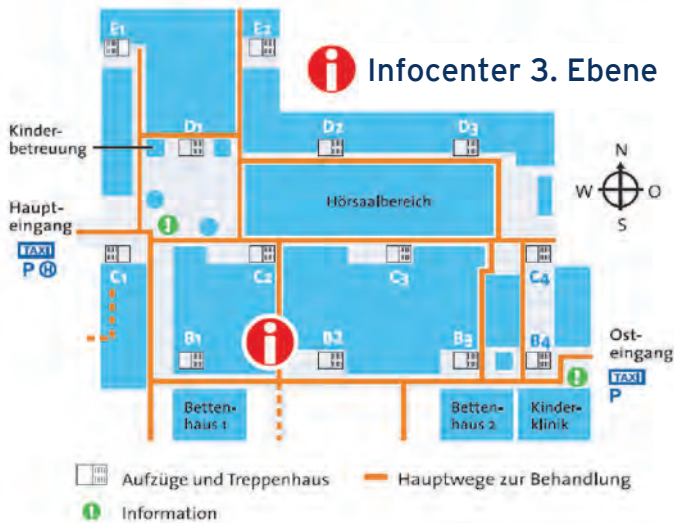 E1
E2
i Infocenter 3. Ebene
D1
D2
D3
Kinder-
betreuung
N
W O
S
Hörsaalbereich
Haupt-
eingang
TAXI
P H
C1
C2
C3
C4
B1
i
B2
B3
B4
Ost-
eingang
TAXI
P
Betten-
haus 1
Betten-
haus 2
Kinder-
klinik
Aufzüge und Treppenhaus
Hauptwege zur Behandlung
Information